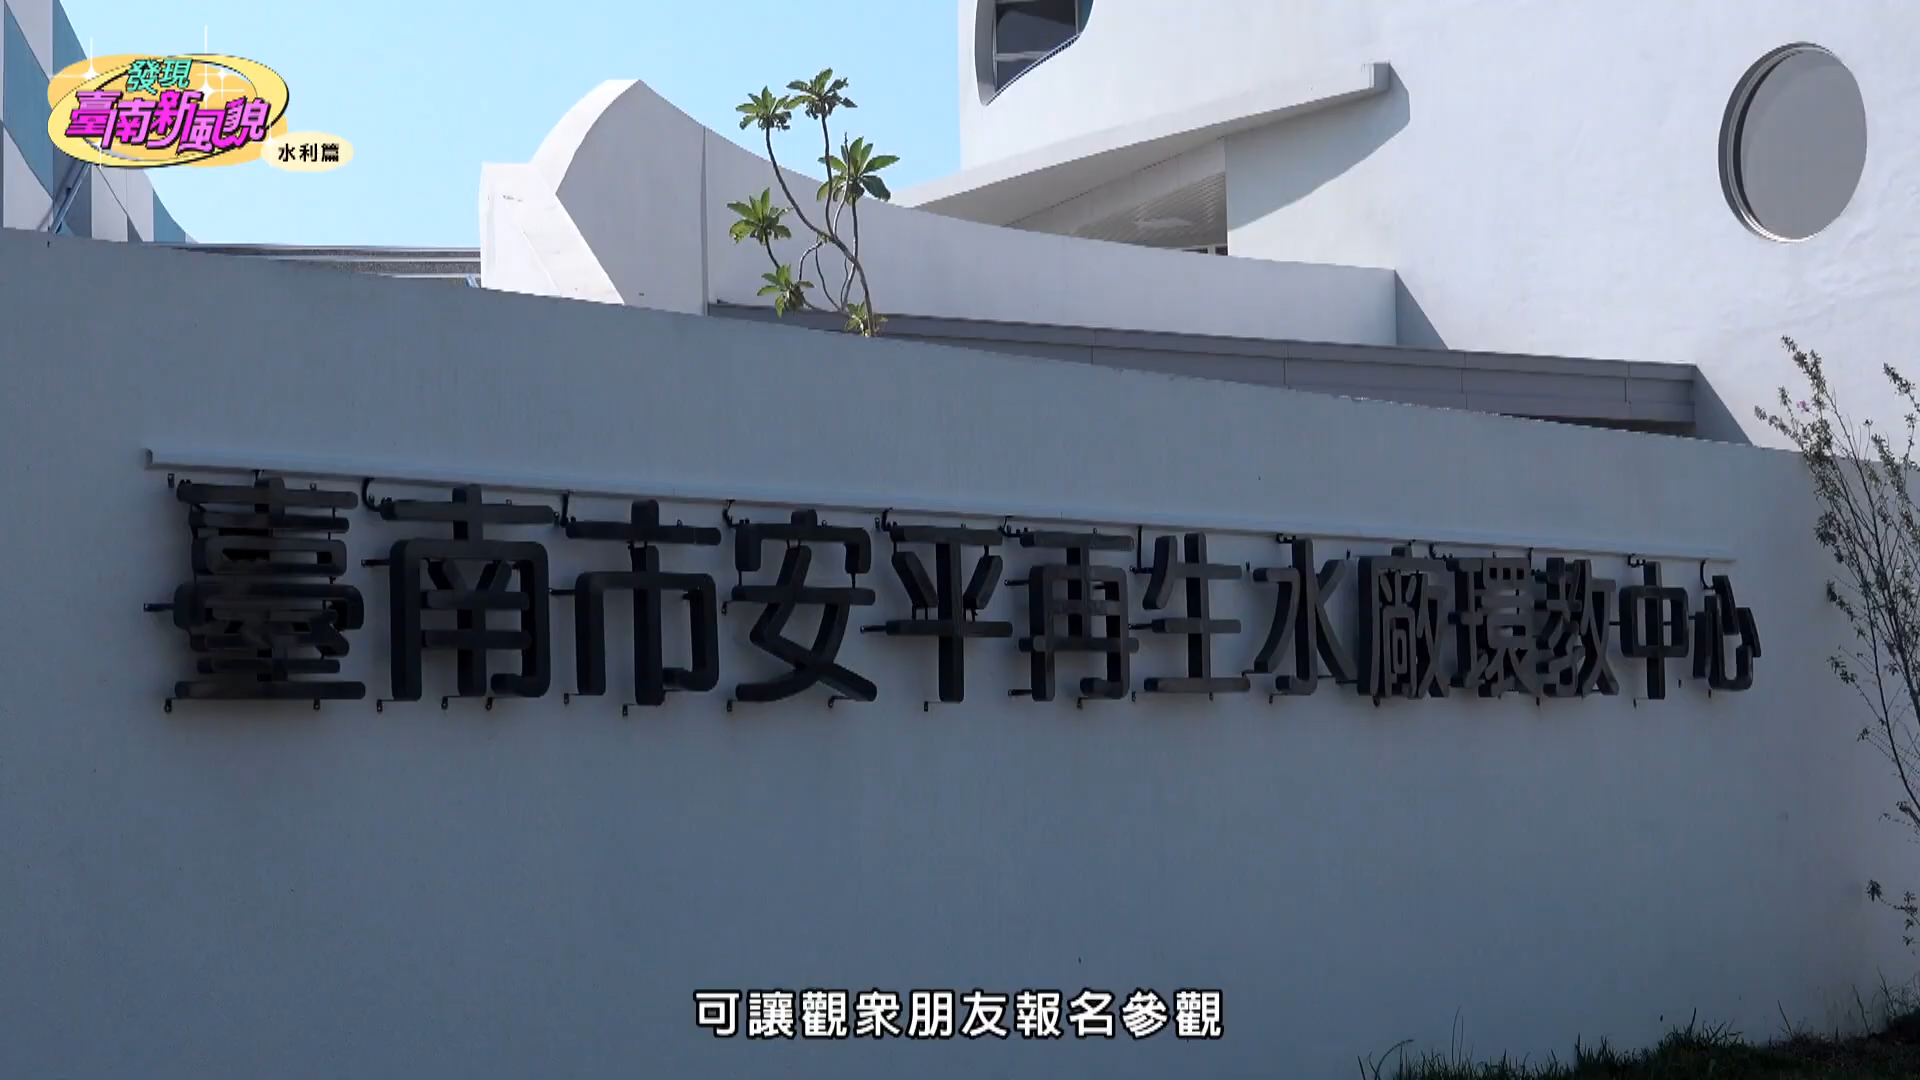 發現
臺南新風貌
水利篇
臺南市安平再生水廠環教中心
可讓觀眾朋友報名參觀